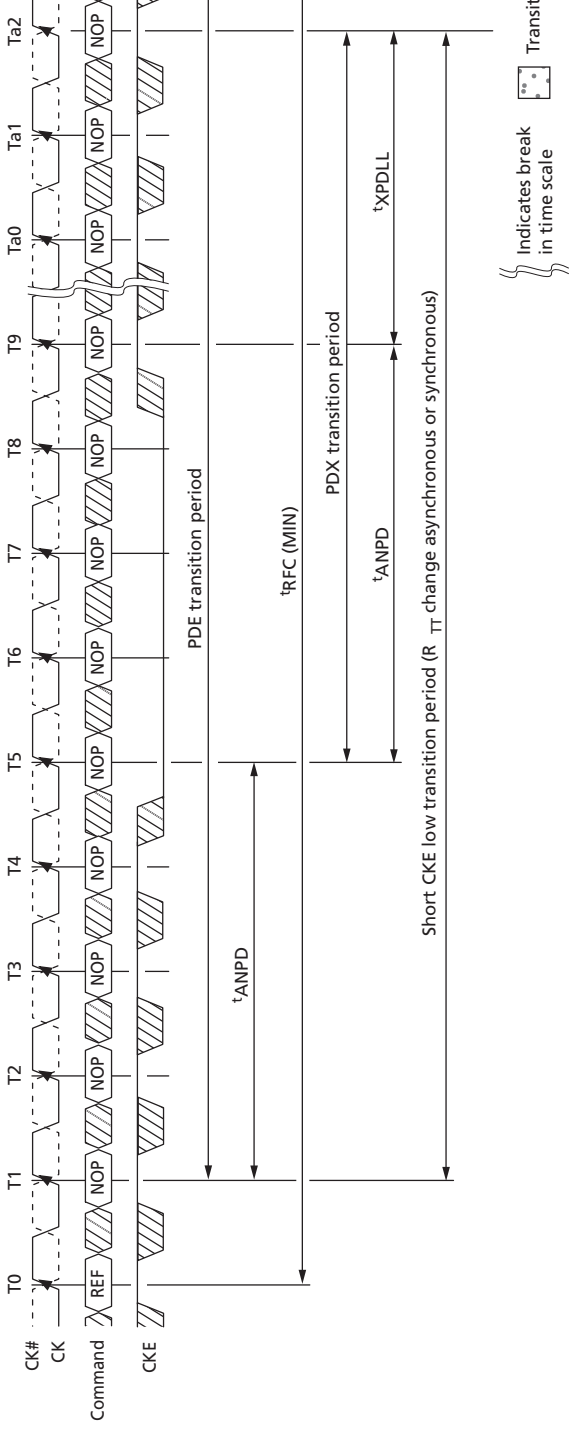 T0 T1 T2 T3 T4 T5 T6 T7 T8 T9 Ta0 Ta1 Ta2
CK#
CK
Command REF NOP NOP NOP NOP NOP NOP NOP NOP NOP NOP NOP NOP
CKE
PDE transition period
tANPD
tRFC (MIN)
PDX transition period
tANPD tXPDLL
Short CKE low transition period (R TT change asynchronous or synchronous)
Indicates break
in time scale